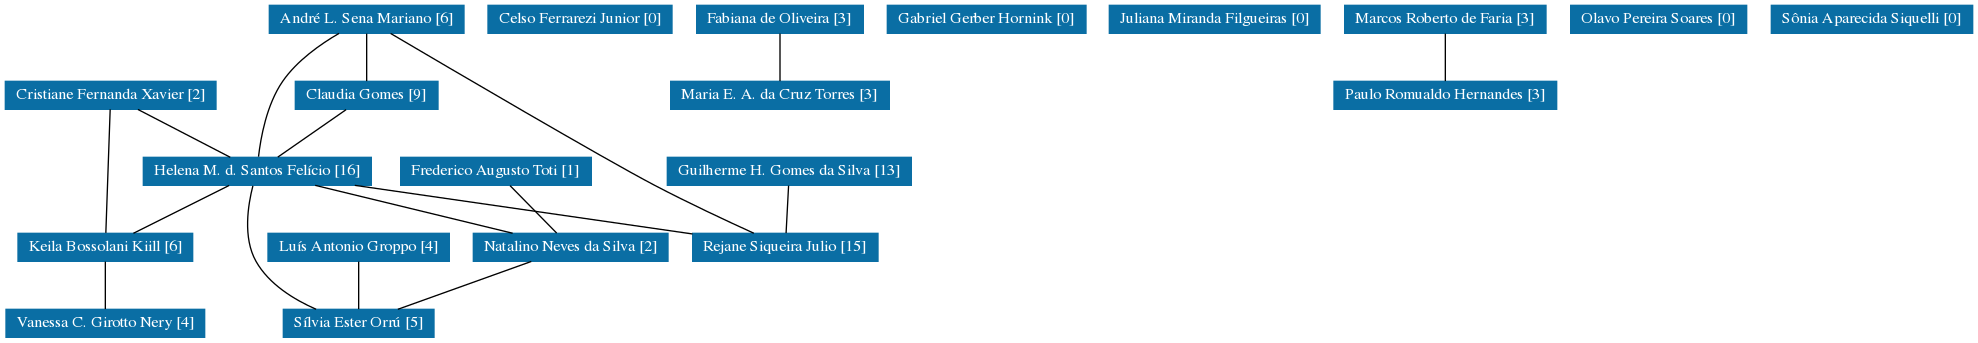 André L. Sena Mariano [6]
Celso Ferrarezi Junior [0]
Fabiana de Oliveira [3]
Gabriel Gerber Hornink [0]
Juliana Miranda Filgueiras [0]
Marcos Roberto de Faria [3]
Olavo Pereira Soares [0]
Sônia Aparecida Siquelli [0]
Cristiane Fernanda Xavier [2]
Claudia Gomes [9]
Maria E. A. da Cruz Torres [3]
Paulo Romualdo Hernandes [3]
Helena M. d. Santos Felício [16]
Frederico Augusto Toti [1]
Guilherme H. Gomes da Silva [13]
Keila Bossolani Kiill [6]
Luís Antonio Groppo [4]
Natalino Neves da Silva [2]
Rejane Siqueira Julio [15]
Vanessa C. Girotto Nery [4]
Sílvia Ester Orrú [5]